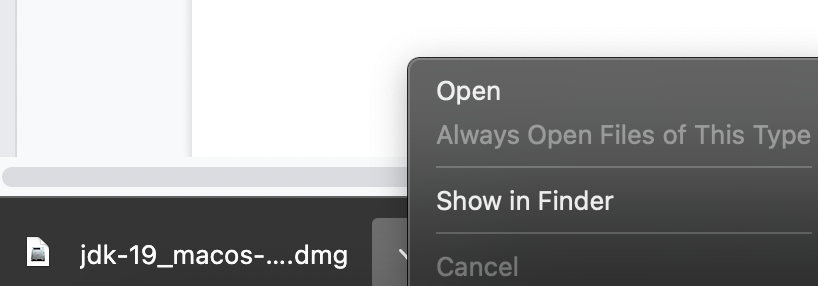 Open
Always Open Files of This Type
Show in Finder
jdk-19_macos-....dmg
Cancel